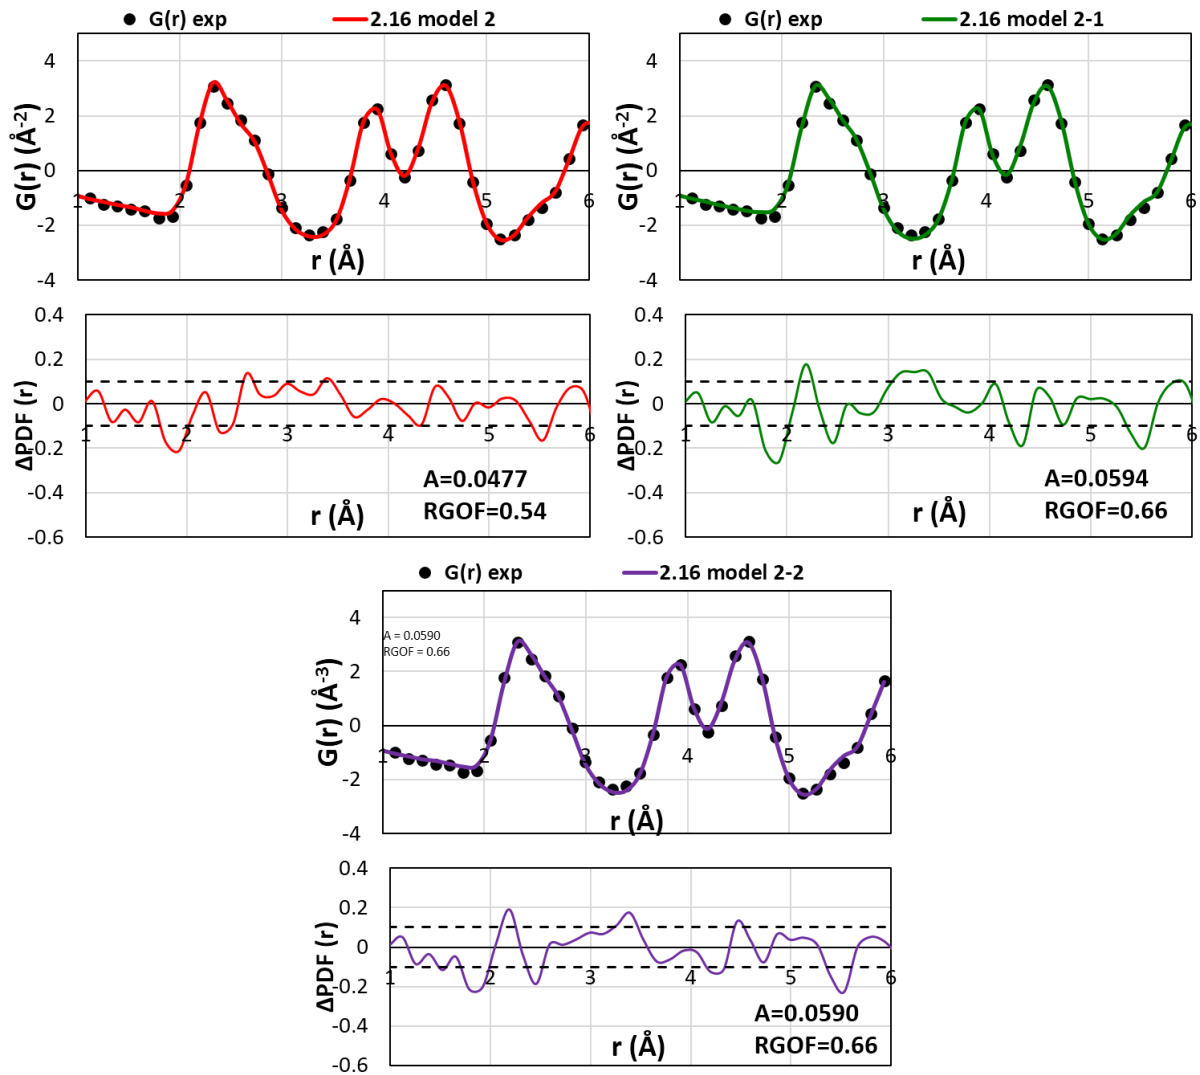 G(r) exp
2.16 model 2
4
2
0
-2
-4
G(r) (Å-2)
1
2
3
4
5
6
r (Å)
0.4
0.2
0
-0.2
-0.4
-0.6
ΔPDF (r)
1
2
3
4
5
6
A=0.0477
RGOF=0.54
r (Å)
G(r) exp
2.16 model 2-1
4
2
0
-2
-4
G(r) (Å-2)
1
2
3
4
5
6
r (Å)
0.4
0.2
0
-0.2
-0.4
-0.6
ΔPDF (r)
1
2
3
4
5
6
A=0.0594
RGOF=0.66
r (Å)
G(r) exp
2.16 model 2-2
4
2
0
-2
-4
G(r) (Å-3)
A = 0.0590
RGOF = 0.66
1
2
3
4
5
6
r (Å)
0.4
0.2
0
-0.2
-0.4
-0.6
ΔPDF (r)
1
2
3
4
5
6
A=0.0590
RGOF=0.66
r (Å)